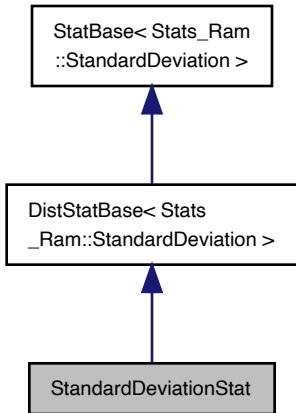 StatBase< Stats_Ram
::StandardDeviation >
DistStatBase< Stats
_Ram::StandardDeviation >
StandardDeviationStat